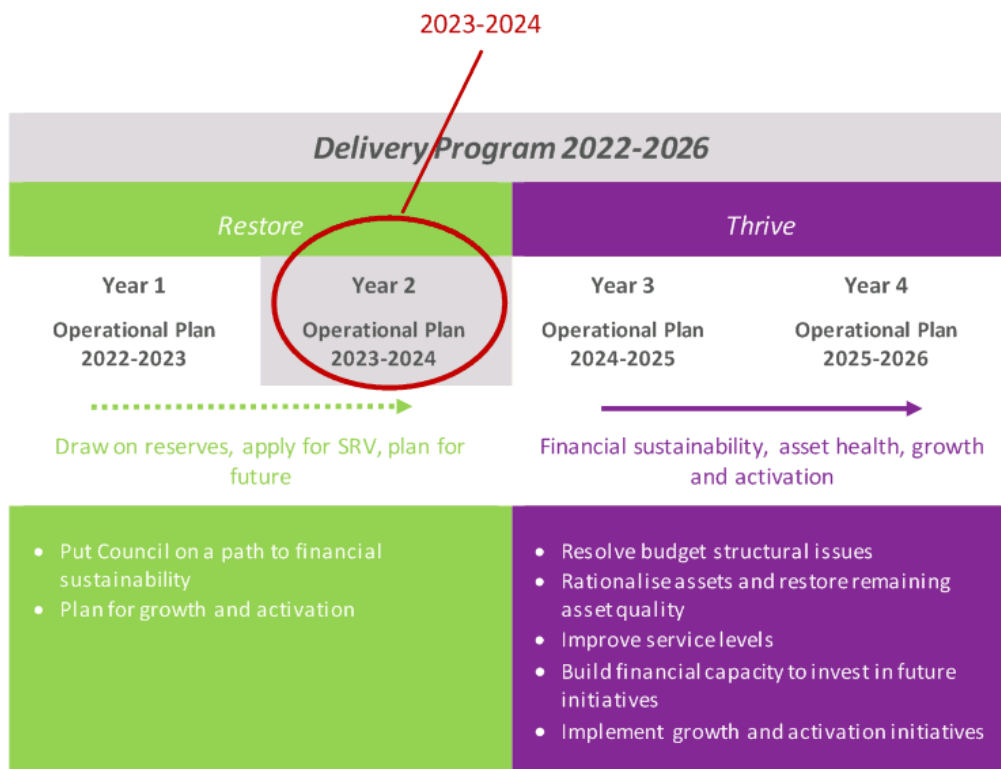 2023-2024
Delivery Program 2022-2026
Restore
Thrive
Year 1
Operational Plan
2022-2023
Year 2
Operational Plan
2023-2024
Year 3
Operational Plan
2024-2025
Year 4
Operational Plan
2025-2026
Draw on reserves, apply for SRV, plan for
future
Financial sustainability, asset health, growth
and activation
• Put Council on a path to financial
sustainability
• Plan for growth and activation
• Resolve budget structural issues
• Rationalise assets and restore remaining
asset quality
• Improve service levels
• Build financial capacity to invest in future
initiatives
• Implement growth and activation initiatives